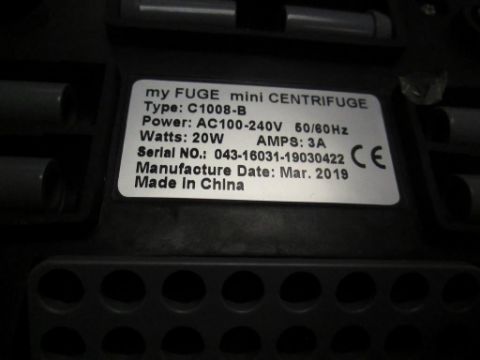 my FUGE mini CENTRIFUGE
Type: C1008-B
Power: AC100-240V 50/60Hz
Watts: 20W AMPS: 3A
Serial NO.: 043-16031-19030422 CE
Manufacture Date: Mar. 2019
Made in China